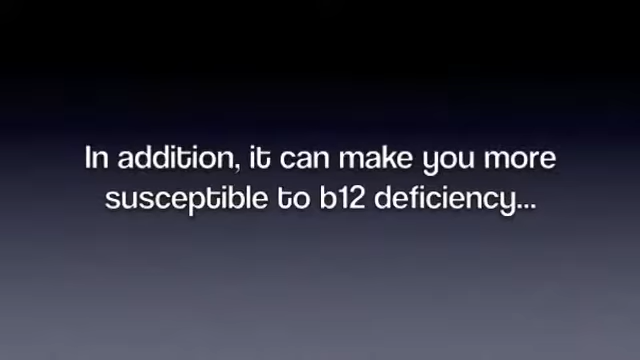 In addition, it can make you more
susceptible to b12 deficiency...